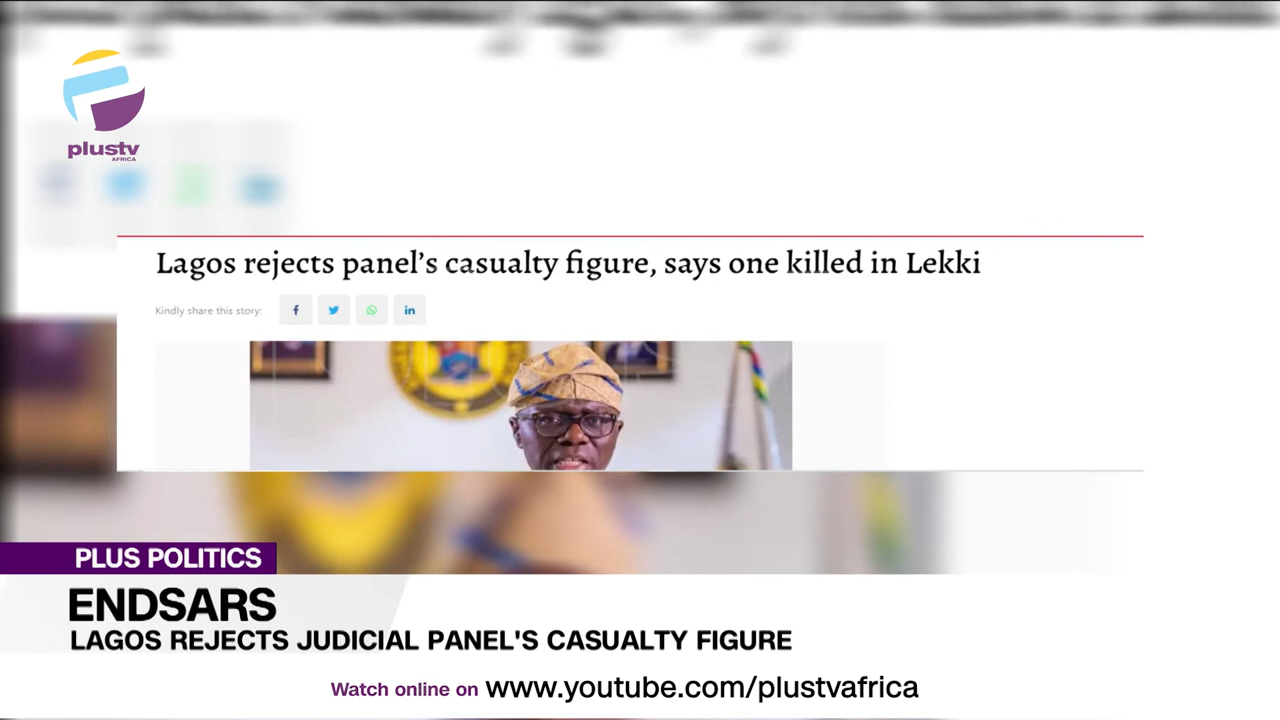 plustv
AFRICA
Lagos rejects panel's casualty figure, says one killed in Lekki
Kindly share this story:
PLUS POLITICS
ENDSARS
LAGOS REJECTS JUDICIAL PANEL'S CASUALTY FIGURE
Watch online on www.youtube.com/plustvafrica